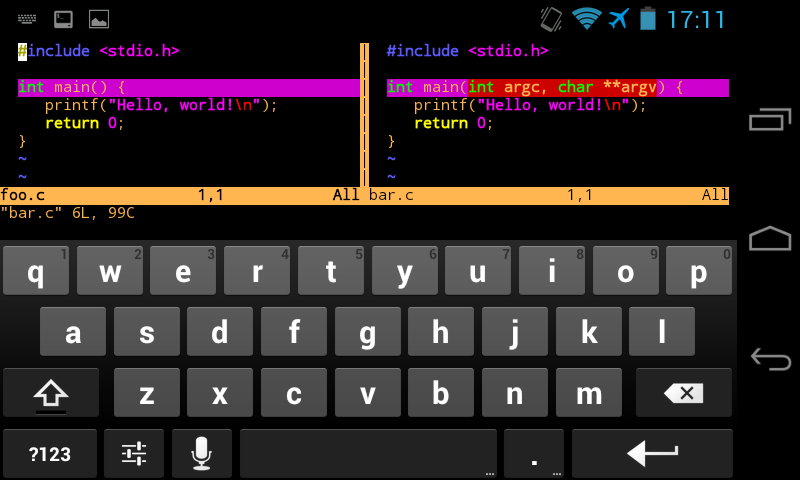 17:11
#include <stdio.h>
int main() {
printf("Hello, world!\n");
return 0;
}
~
~
foo.c 1,1 All
#include <stdio.h>
int main(int argc, char **argv) {
printf("Hello, world!\n");
return 0;
}
~
~
bar.c 1,1 All
"bar.c" 6L, 99C
q 1 w 2 e 3 r 4 t 5 y 6 u 7 i 8 o 9 p 0
a s d f g h j k l
z x c v b n m
?123 ... . ...